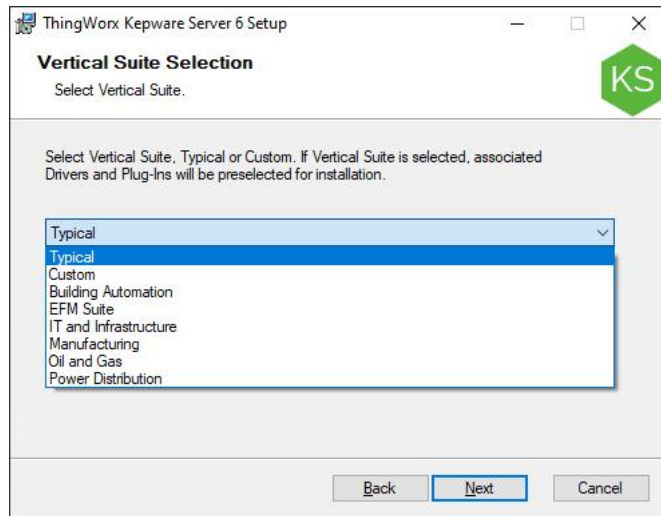 ThingWorx Kepware Server 6 Setup
Vertical Suite Selection
Select Vertical Suite.
KS
Select Vertical Suite, Typical or Custom. If Vertical Suite is selected, associated
Drivers and Plug-Ins will be preselected for installation.
Typical
Typical
Custom
Building Automation
EFM Suite
IT and Infrastructure
Manufacturing
Oil and Gas
Power Distribution
Back Next Cancel